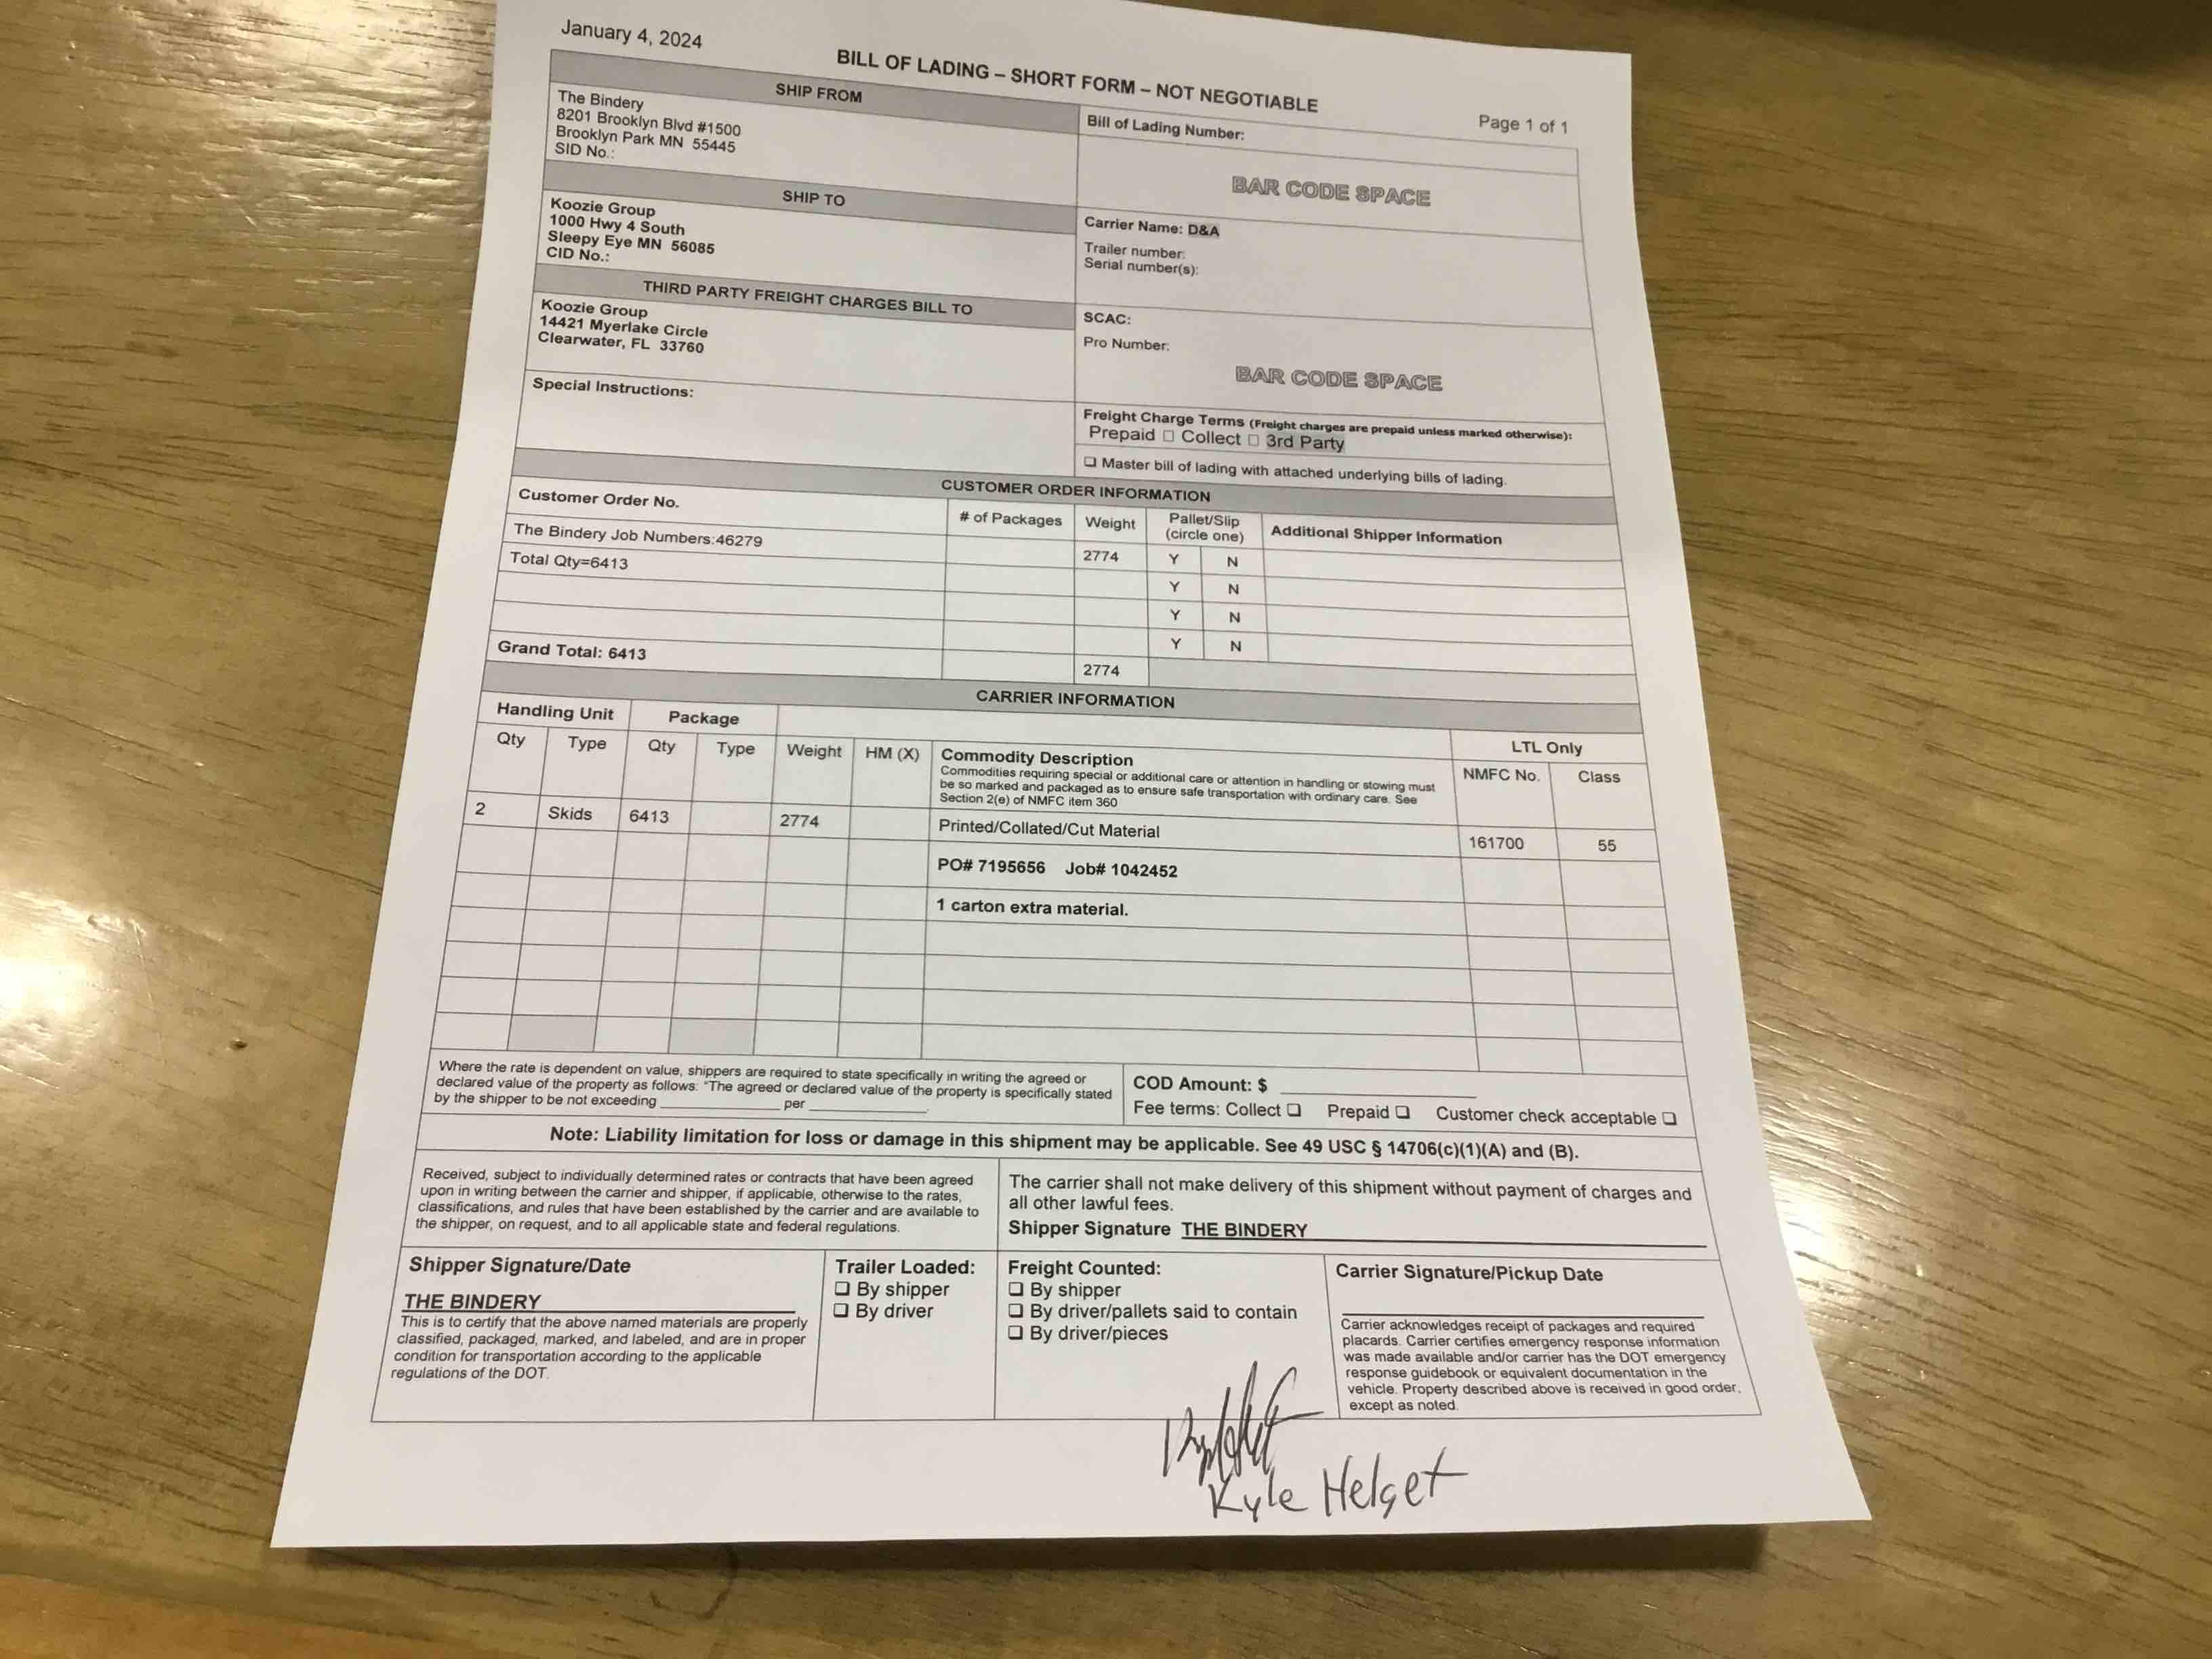 January 4, 2024
BILL OF LADING – SHORT FORM – NOT NEGOTIABLE
Page 1 of 1
SHIP FROM
The Bindery
8201 Brooklyn Blvd #1500
Brooklyn Park MN 55445
SID No.:
Bill of Lading Number:
BAR CODE SPACE
SHIP TO
Koozie Group
1000 Hwy 4 South
Sleepy Eye MN 56085
CID No.:
Carrier Name: D&A
Trailer number:
Serial number(s):
THIRD PARTY FREIGHT CHARGES BILL TO
Koozie Group
14421 Myerlake Circle
Clearwater, FL 33760
SCAC:
Pro Number:
BAR CODE SPACE
Special Instructions:
Freight Charge Terms (Freight charges are prepaid unless marked otherwise):
Prepaid ☐ Collect ☐ 3rd Party
❑ Master bill of lading with attached underlying bills of lading.
CUSTOMER ORDER INFORMATION
Customer Order No. # of Packages Weight Pallet/Slip (circle one) Additional Shipper Information
The Bindery Job Numbers:46279 2774 Y N
Total Qty=6413 Y N
Y N
Y N
Grand Total: 6413 2774
CARRIER INFORMATION
Handling Unit Package LTL Only
Qty Type Qty Type Weight HM (X) Commodity Description NMFC No. Class
Commodities requiring special or additional care or attention in handling or stowing must
be so marked and packaged as to ensure safe transportation with ordinary care. See
Section 2(e) of NMFC item 360
2 Skids 6413 2774 Printed/Collated/Cut Material 161700 55
PO# 7195656 Job# 1042452
1 carton extra material.
Where the rate is dependent on value, shippers are required to state specifically in writing the agreed or
declared value of the property as follows: "The agreed or declared value of the property is specifically stated
by the shipper to be not exceeding ____________ per ____________.
COD Amount: $ ____________
Fee terms: Collect ❑ Prepaid ❑ Customer check acceptable ❑
Note: Liability limitation for loss or damage in this shipment may be applicable. See 49 USC § 14706(c)(1)(A) and (B).
Received, subject to individually determined rates or contracts that have been agreed
upon in writing between the carrier and shipper, if applicable, otherwise to the rates,
classifications, and rules that have been established by the carrier and are available to
the shipper, on request, and to all applicable state and federal regulations.
The carrier shall not make delivery of this shipment without payment of charges and
all other lawful fees.
Shipper Signature THE BINDERY
Shipper Signature/Date
THE BINDERY
This is to certify that the above named materials are properly
classified, packaged, marked, and labeled, and are in proper
condition for transportation according to the applicable
regulations of the DOT.
Trailer Loaded:
❑ By shipper
❑ By driver
Freight Counted:
❑ By shipper
❑ By driver/pallets said to contain
❑ By driver/pieces
Carrier Signature/Pickup Date
Carrier acknowledges receipt of packages and required
placards. Carrier certifies emergency response information
was made available and/or carrier has the DOT emergency
response guidebook or equivalent documentation in the
vehicle. Property described above is received in good order,
except as noted.
Kyle Helget